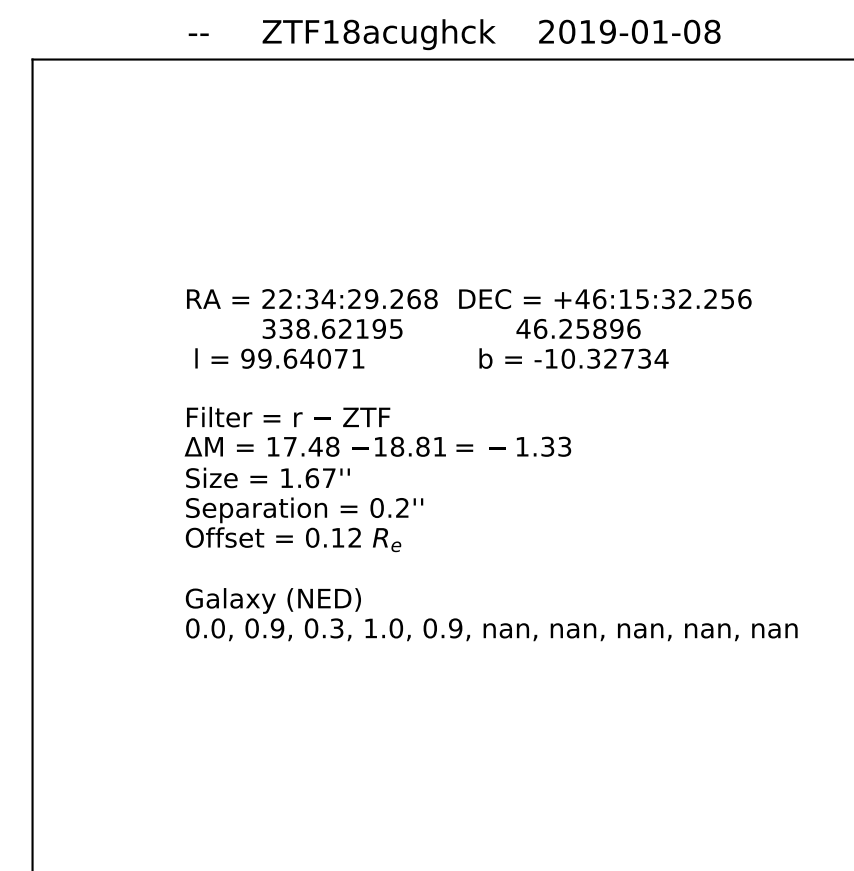 -- ZTF18acughck 2019-01-08
RA = 22:34:29.268 DEC = +46:15:32.256
338.62195 46.25896
l = 99.64071 b = -10.32734
Filter = r − ZTF
ΔM = 17.48 −18.81 = − 1.33
Size = 1.67''
Separation = 0.2''
Offset = 0.12 Rₑ
Galaxy (NED)
0.0, 0.9, 0.3, 1.0, 0.9, nan, nan, nan, nan, nan